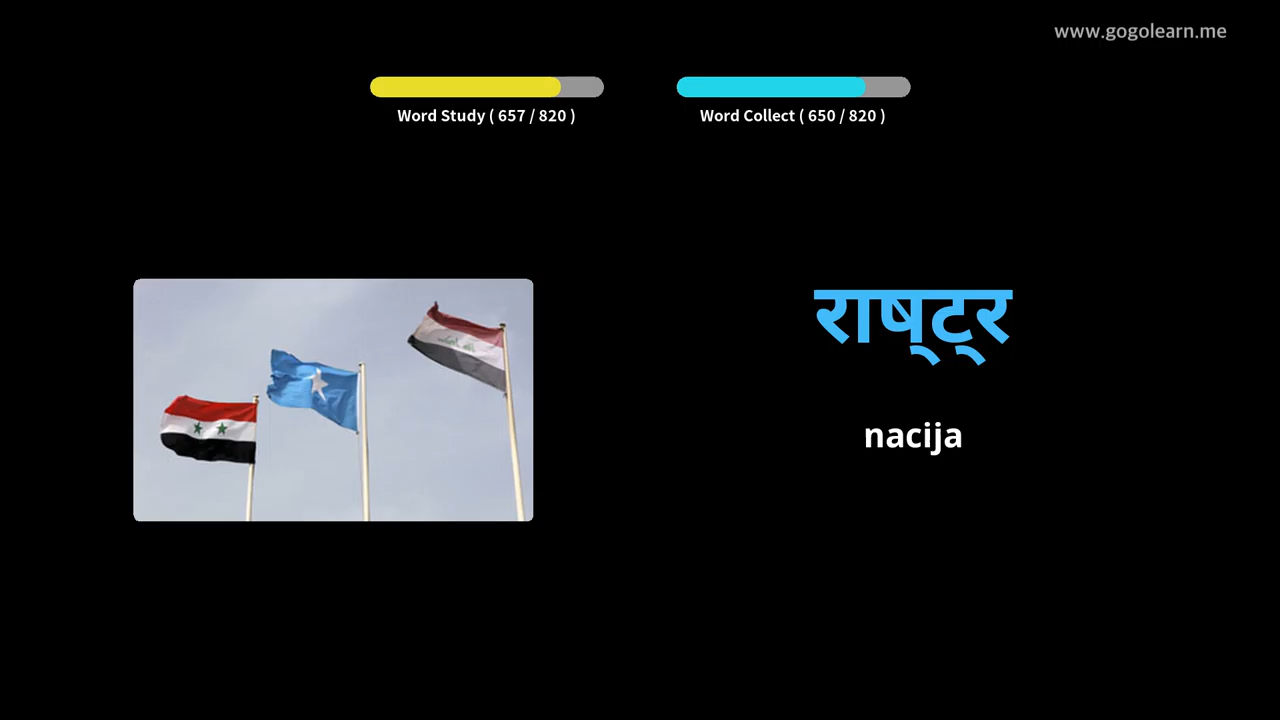 www.gogolearn.me
Word Study ( 657 / 820 )
Word Collect ( 650 / 820 )
राष्ट्र
nacija